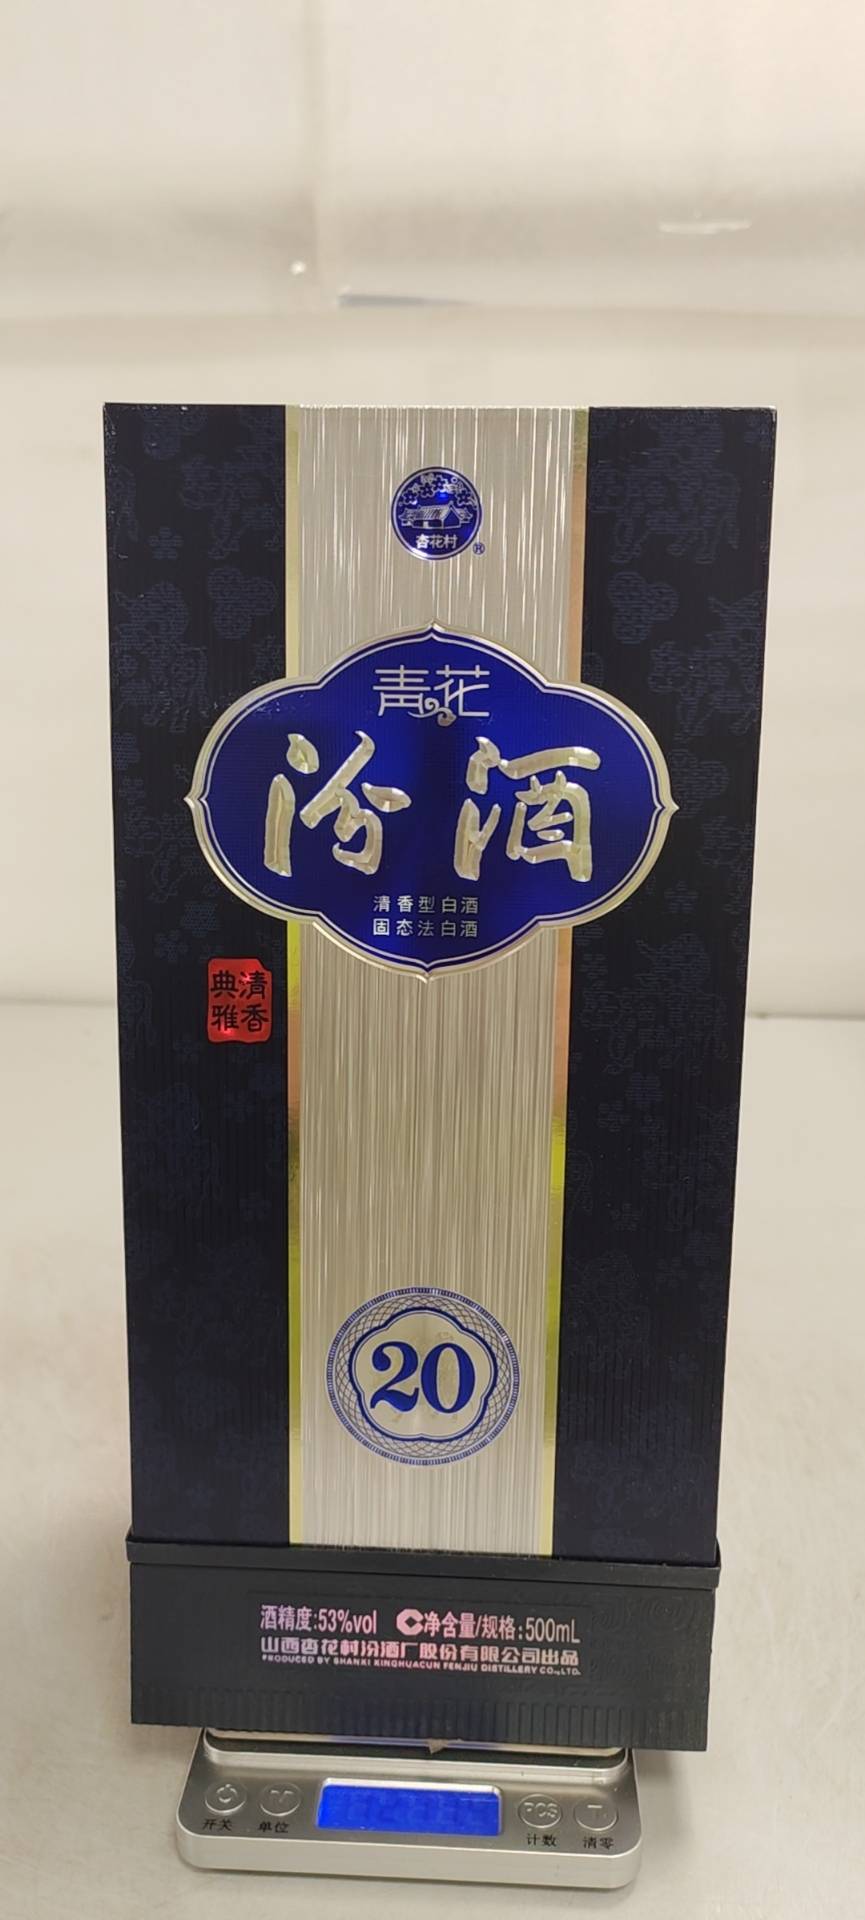 杏花村
®
青花
汾酒
清香型白酒
固态法白酒
清香
典雅
20
酒精度:53%vol 净含量/规格:500mL
山西杏花村汾酒厂股份有限公司出品
PRODUCED BY SHANXI XINGHUACUN FENJIU DISTILLERY CO.,LTD.
PCS T
开关 单位 计数 清零